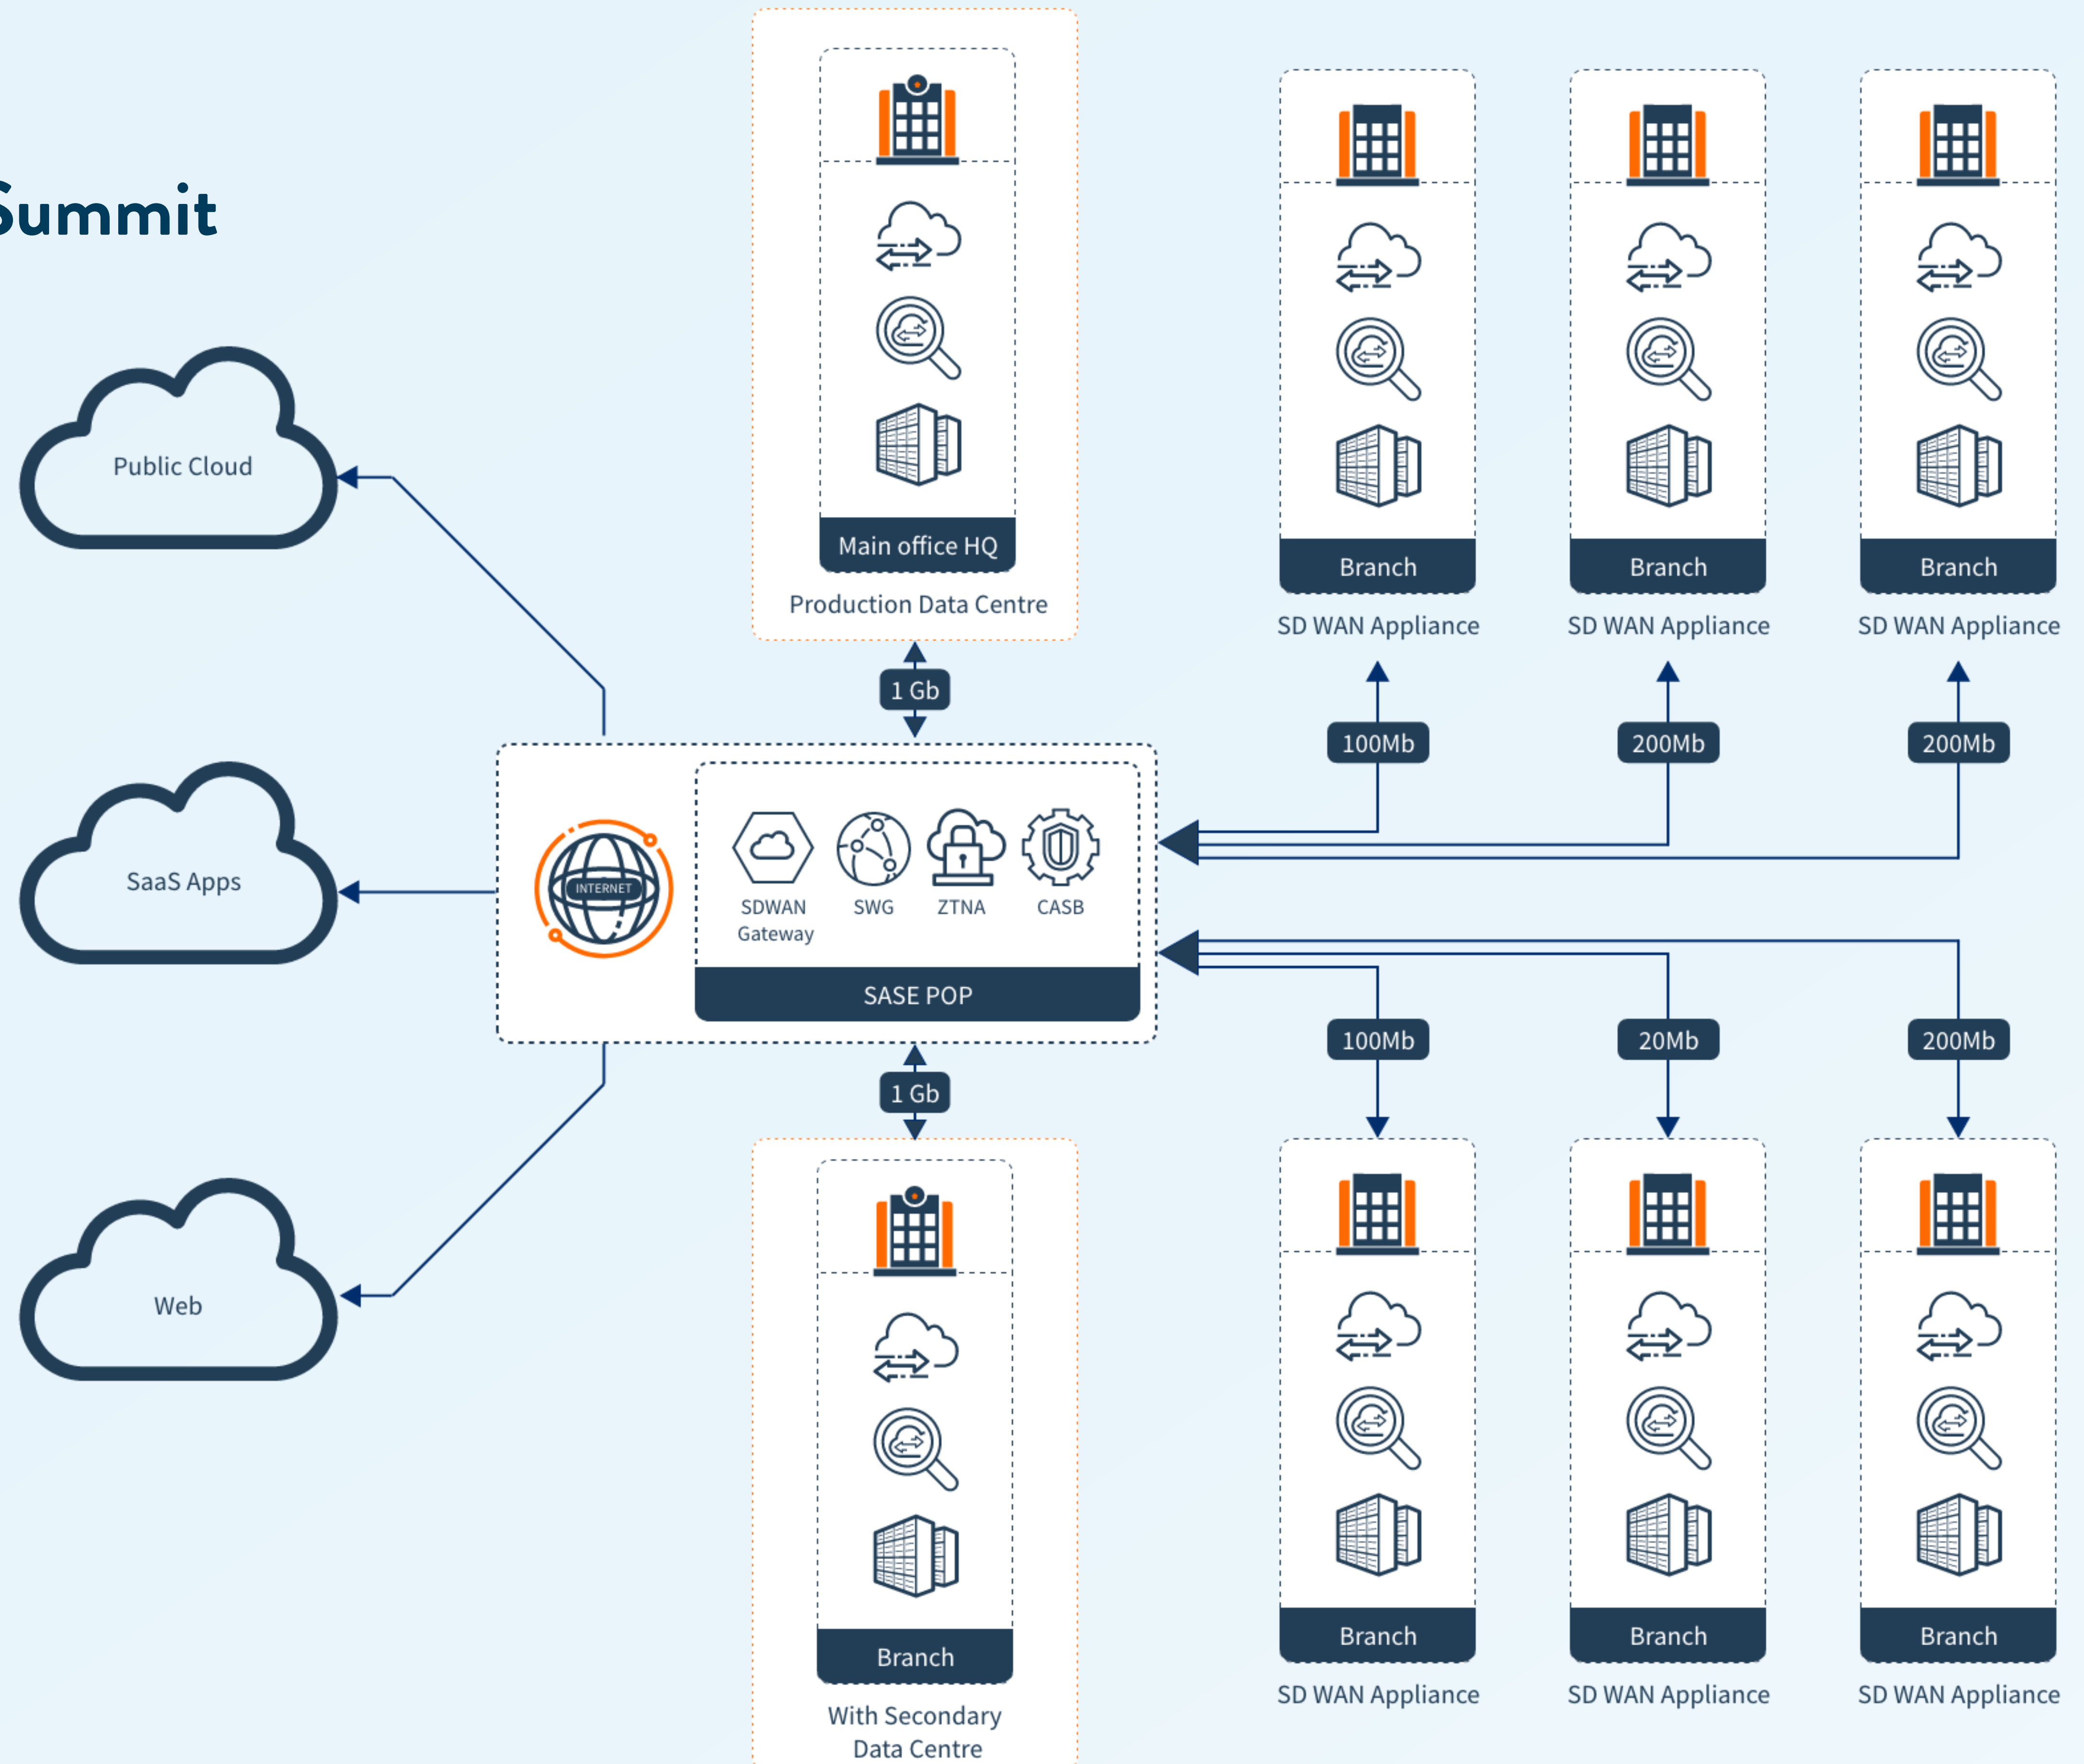 Summit
Public Cloud
SaaS Apps
Web
Main office HQ
Production Data Centre
1 Gb
INTERNET
SDWAN
Gateway
SWG
ZTNA
CASB
SASE POP
1 Gb
Branch
With Secondary
Data Centre
Branch
SD WAN Appliance
Branch
SD WAN Appliance
Branch
SD WAN Appliance
100Mb
200Mb
200Mb
100Mb
20Mb
200Mb
Branch
SD WAN Appliance
Branch
SD WAN Appliance
Branch
SD WAN Appliance